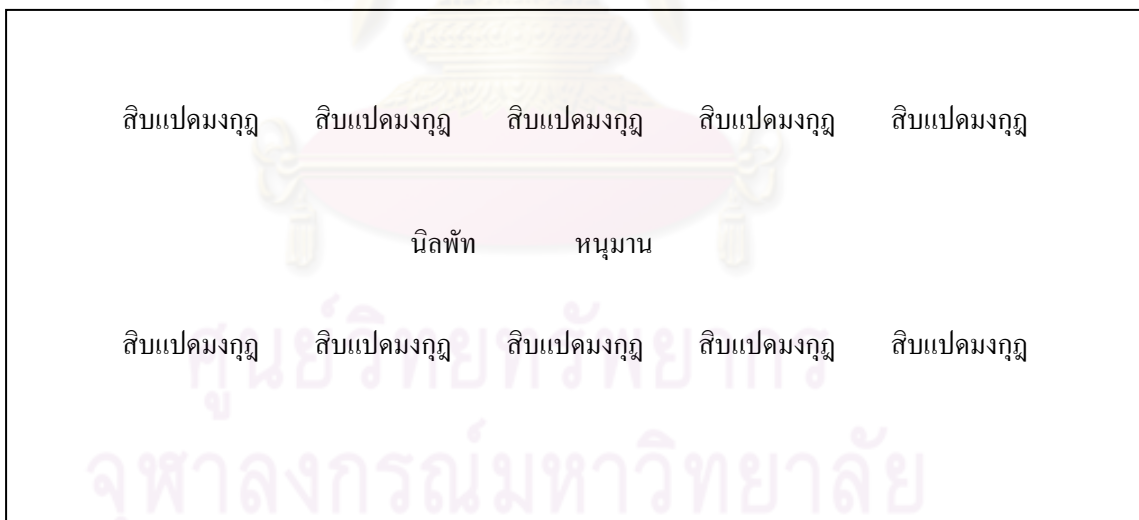 สิบแปดมงกุฎ สิบแปดมงกุฎ สิบแปดมงกุฎ สิบแปดมงกุฎ สิบแปดมงกุฎ
นิลพัท หนุมาน
สิบแปดมงกุฎ สิบแปดมงกุฎ สิบแปดมงกุฎ สิบแปดมงกุฎ สิบแปดมงกุฎ
ศูนย์วิทยทรัพยากร
จุฬาลงกรณ์มหาวิทยาลัย